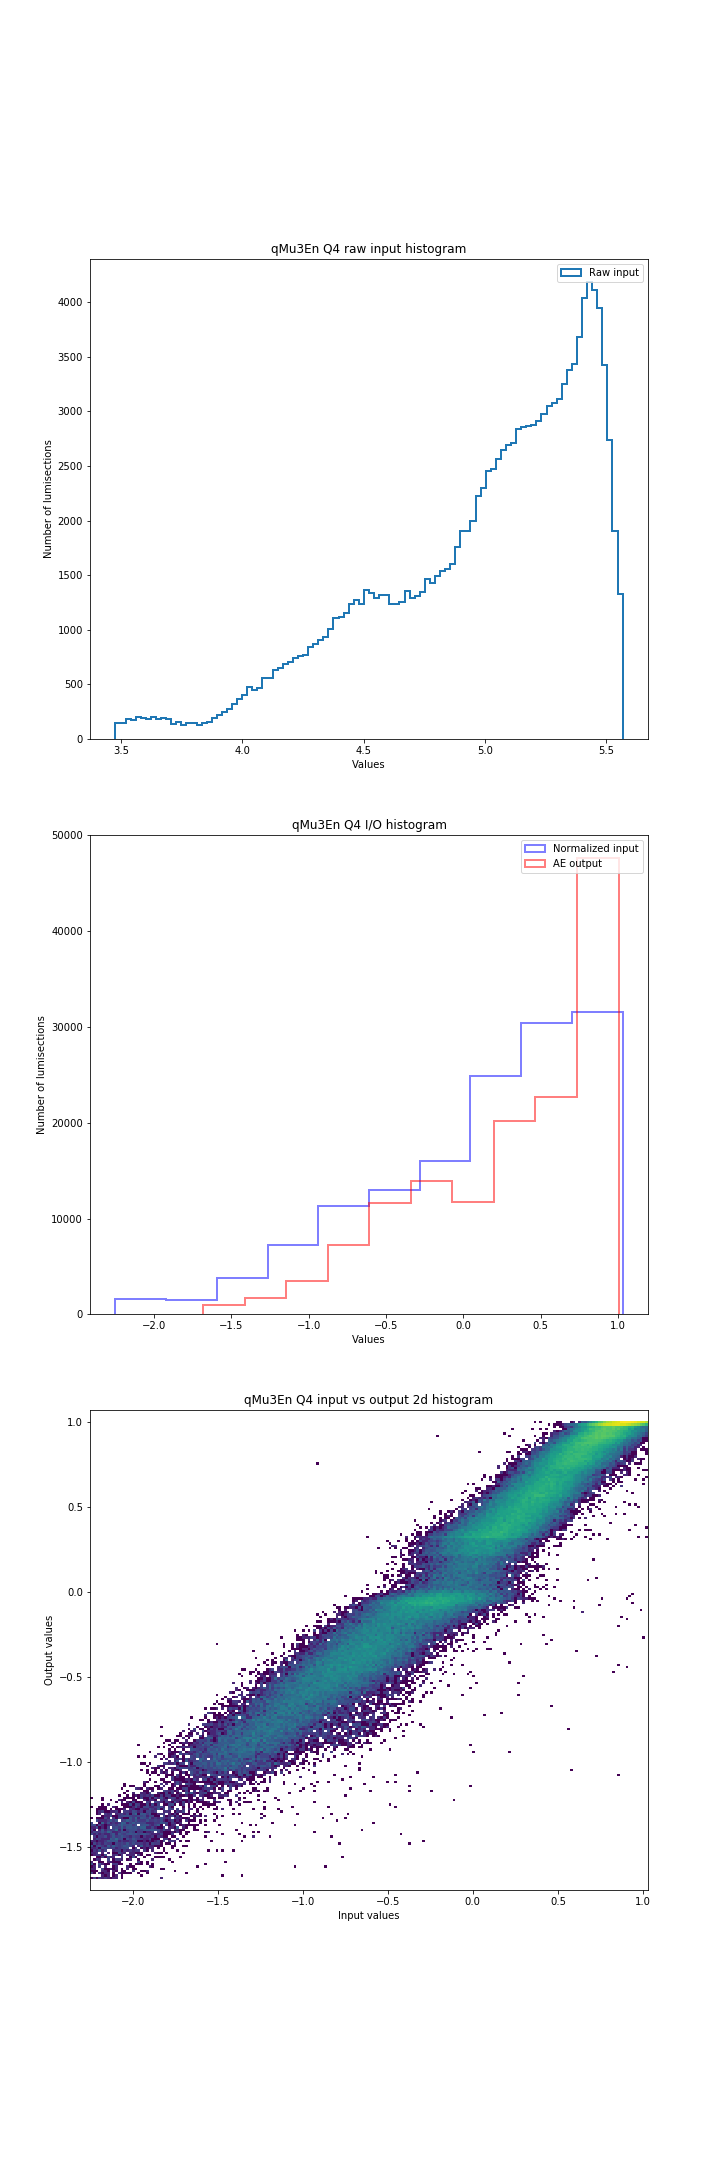 qMu3En Q4 raw input histogram
Raw input
4000
3500
3000
2500
2000
1500
1000
500
0
Number of lumisections
3.5 4.0 4.5 5.0 5.5
Values
qMu3En Q4 I/O histogram
Normalized input
AE output
50000
40000
30000
20000
10000
0
Number of lumisections
−2.0 −1.5 −1.0 −0.5 0.0 0.5 1.0
Values
qMu3En Q4 input vs output 2d histogram
1.0
0.5
0.0
−0.5
−1.0
−1.5
Output values
−2.0 −1.5 −1.0 −0.5 0.0 0.5 1.0
Input values